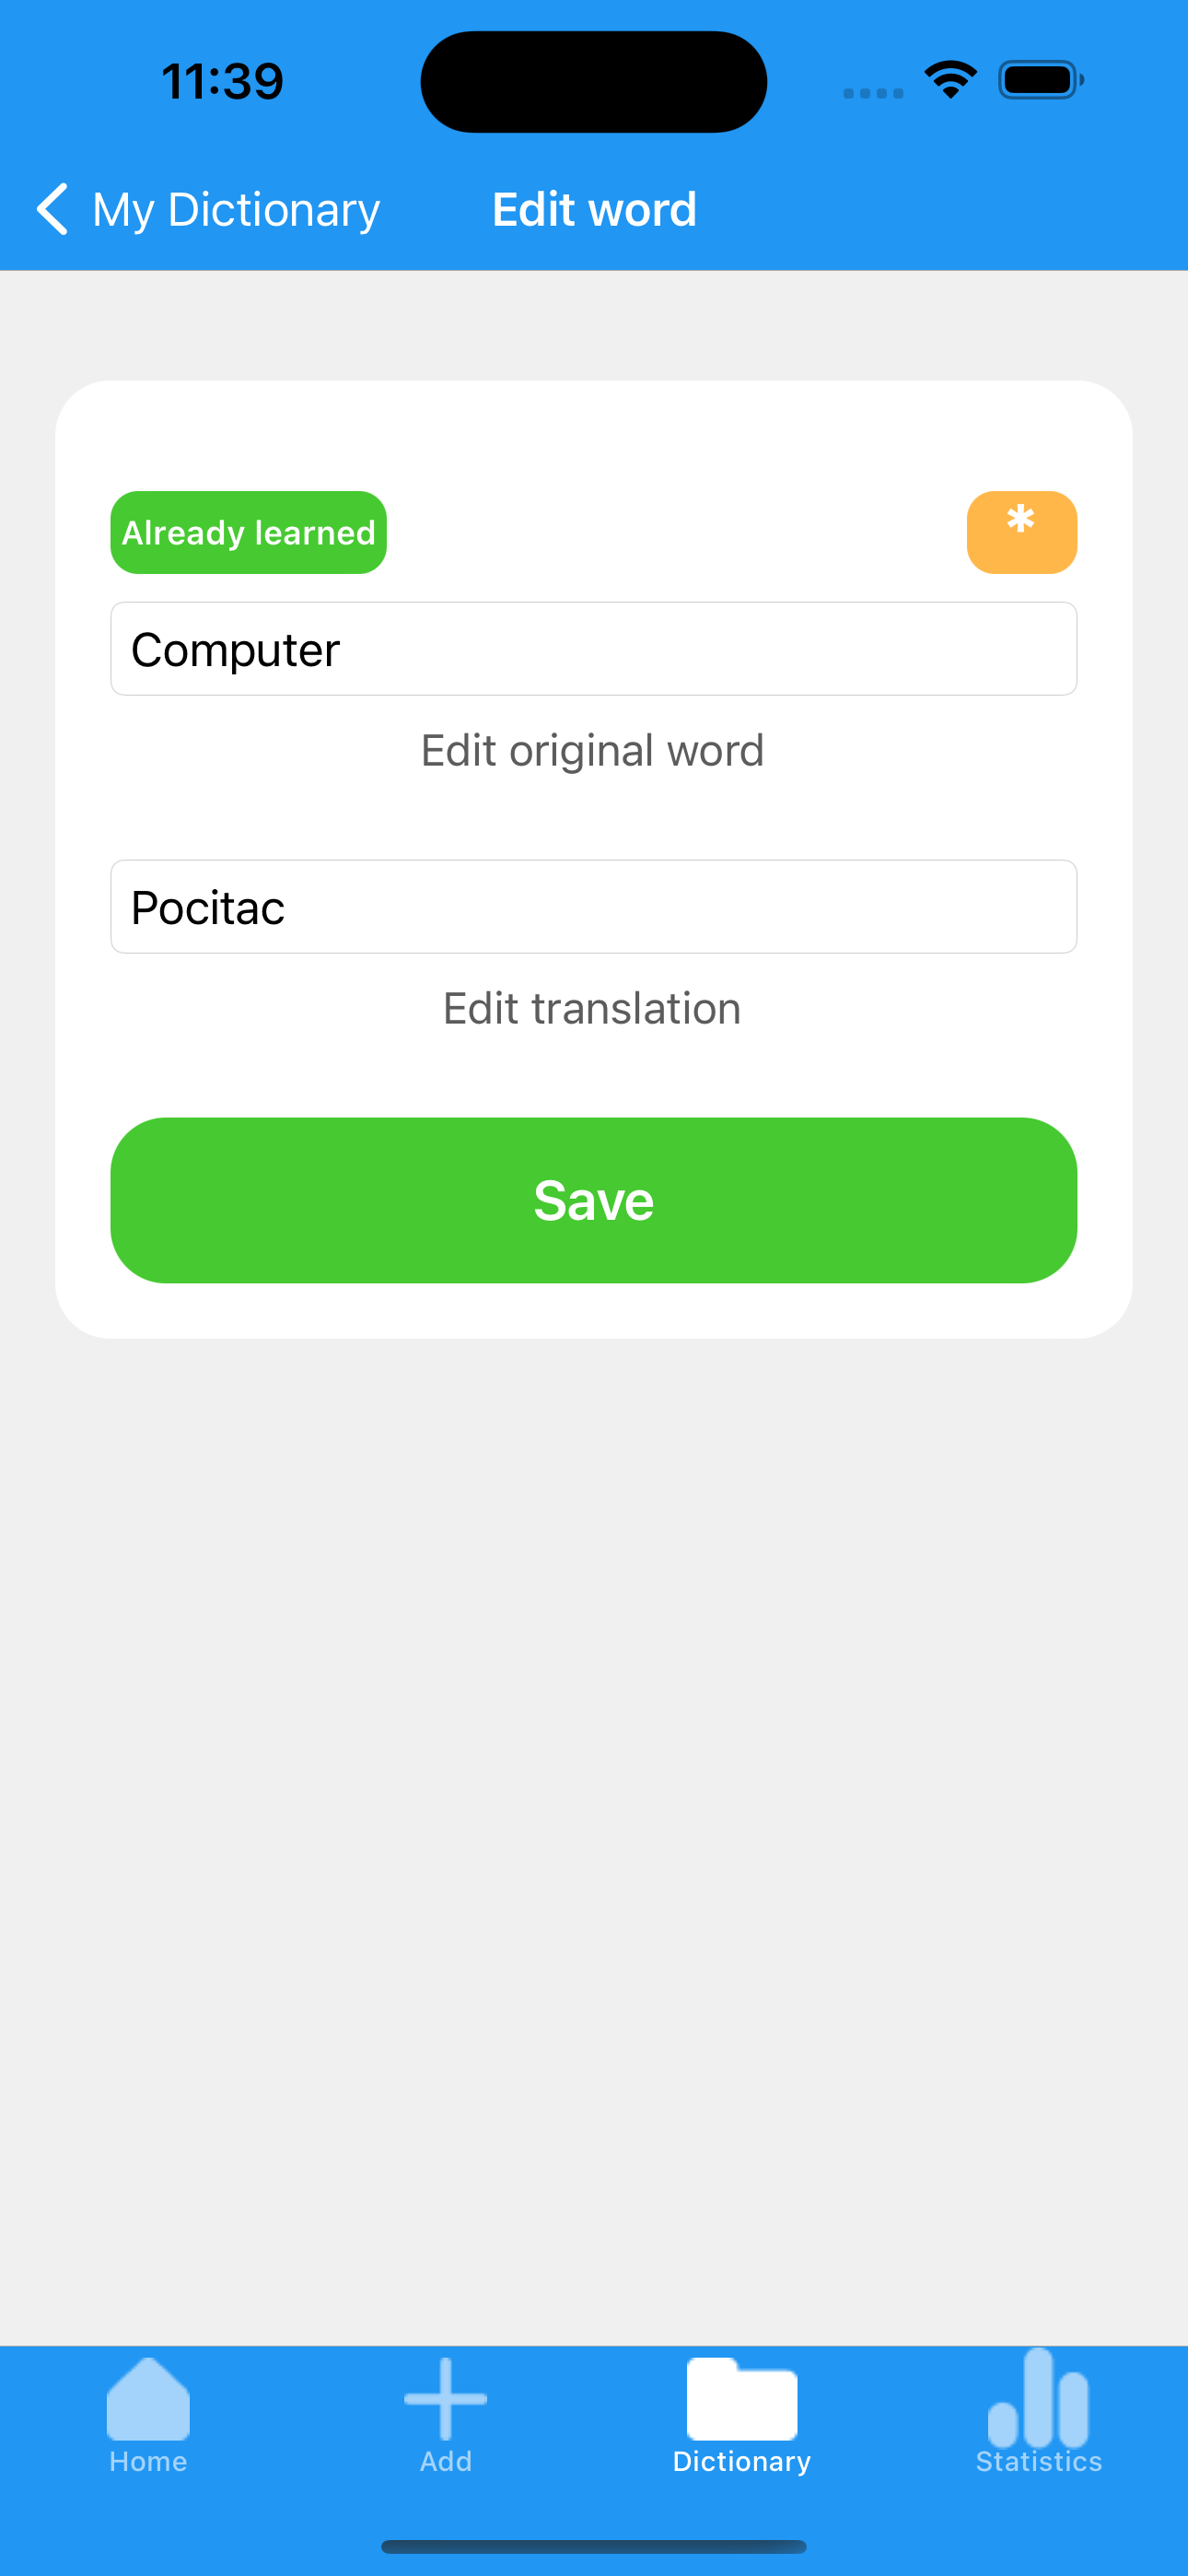 11:39
My Dictionary
Edit word
Already learned
*
Computer
Edit original word
Pocitac
Edit translation
Save
Home
Add
Dictionary
Statistics